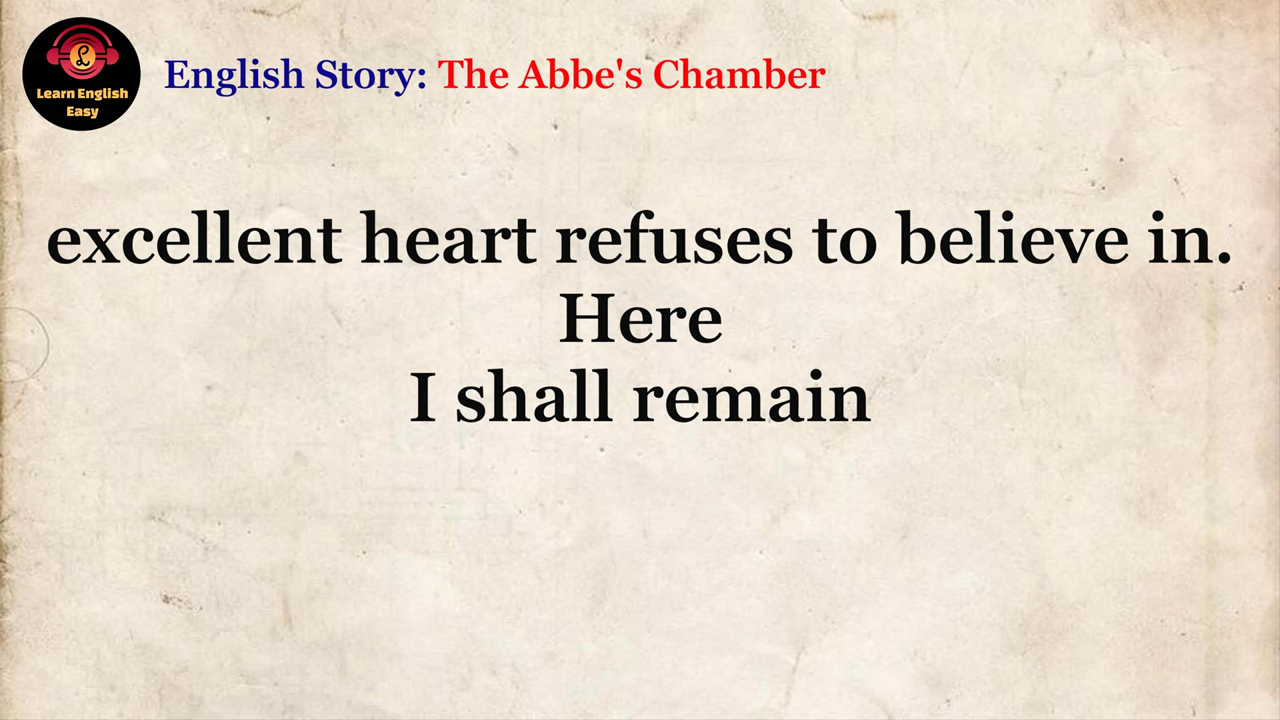 Learn English
Easy
English Story: The Abbe's Chamber
excellent heart refuses to believe in.
Here
I shall remain